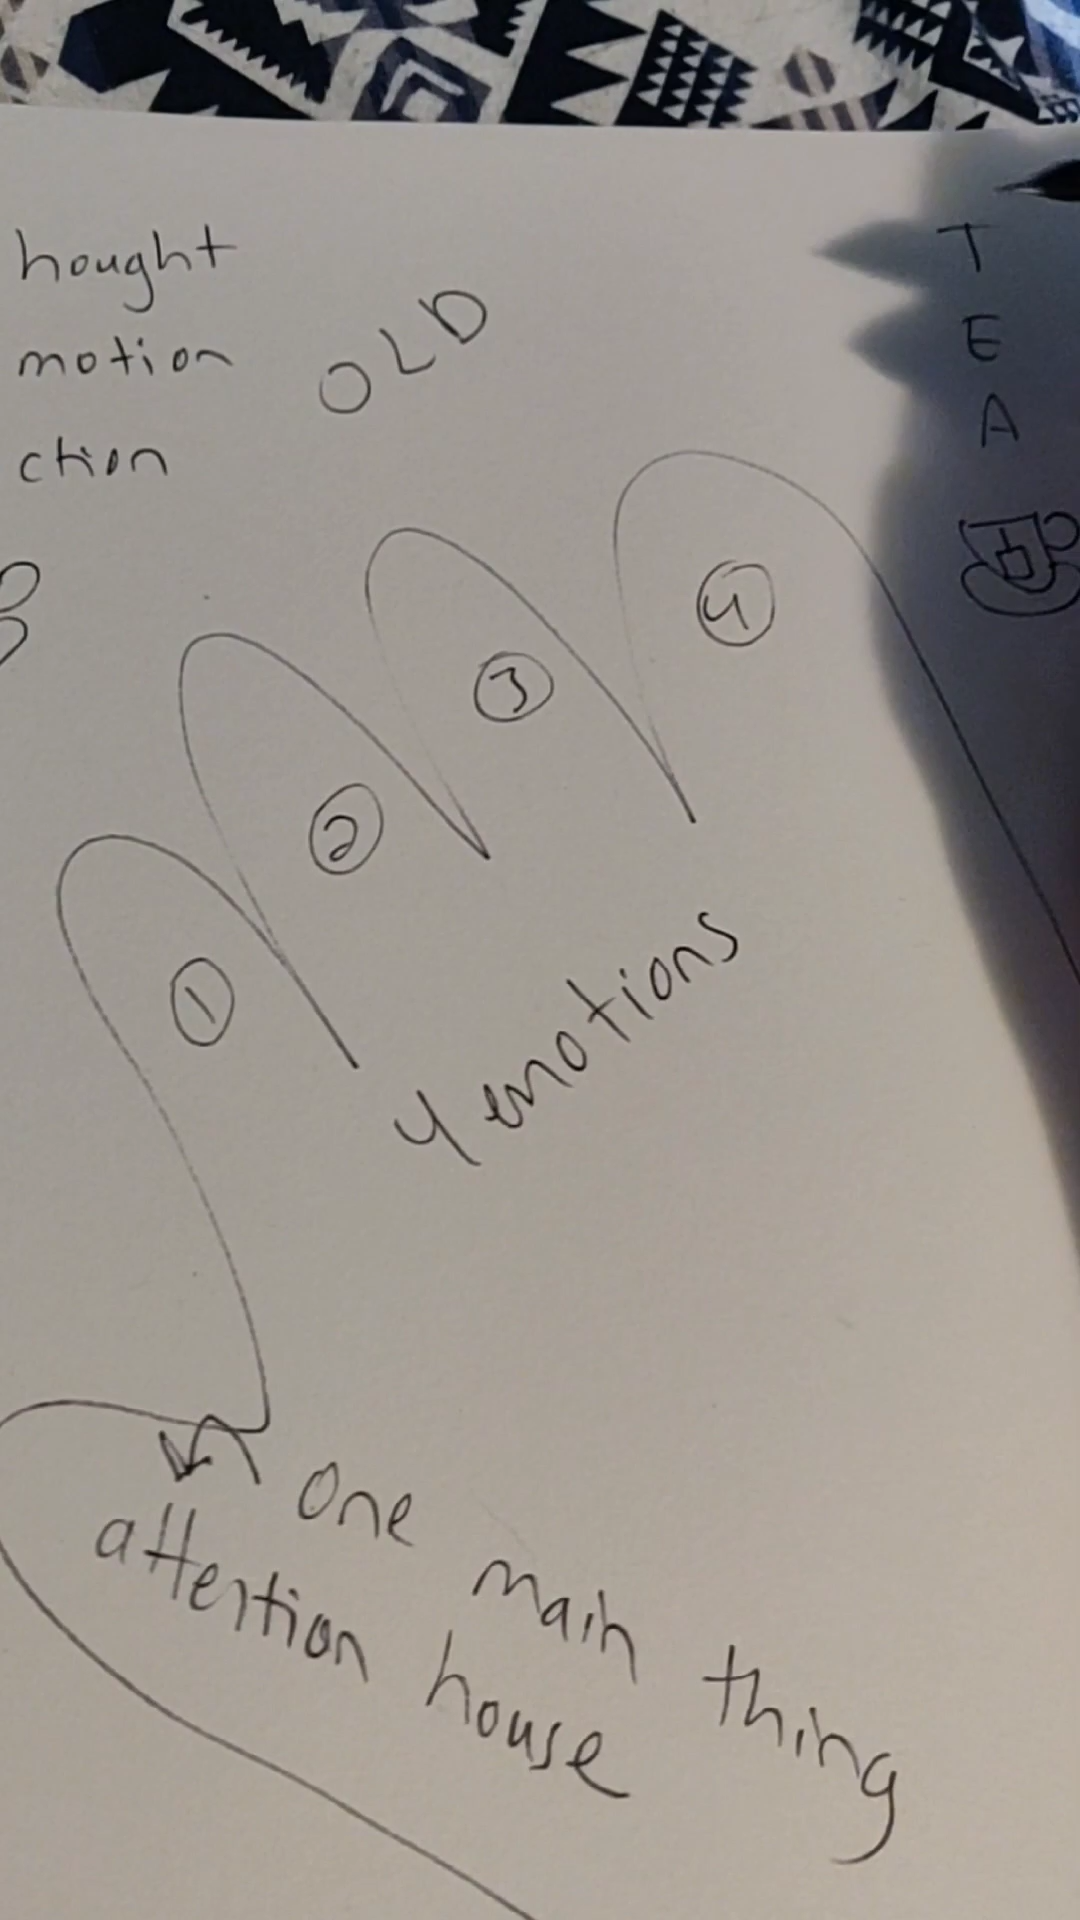 hought
motion
ction
OLD
T
E
A
1
2
3
4
4 emotions
One main thing
attention house